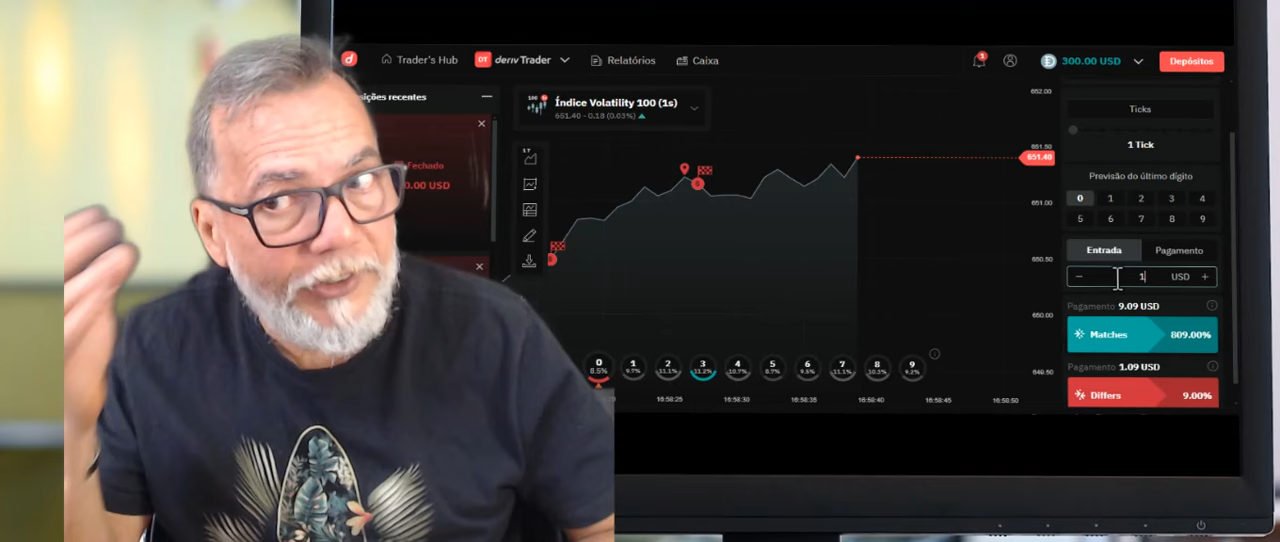 Trader's Hub
DT
deriv Trader
Relatórios
Caixa
1
300.00 USD
Depósitos
sições recentes
Fechado
0.00 USD
100 1s
Índice Volatility 100 (1s)
651.40 - 0.18 (0.03%)
1 T
652.00
651.50
651.40
651.00
650.50
650.00
649.50
0 8.5%
1 9.7%
2 11.1%
3 11.2%
4 10.7%
5
6
7 11.1%
8 10.3%
9 9.2%
16:58:25
16:58:30
16:58:35
16:58:40
16:58:45
16:58:50
Ticks
1 Tick
Previsão do último dígito
0 1 2 3 4
5 6 7 8 9
Entrada Pagamento
− 1 USD +
Pagamento 9.09 USD
Matches 809.00%
Pagamento 1.09 USD
Differs 9.00%